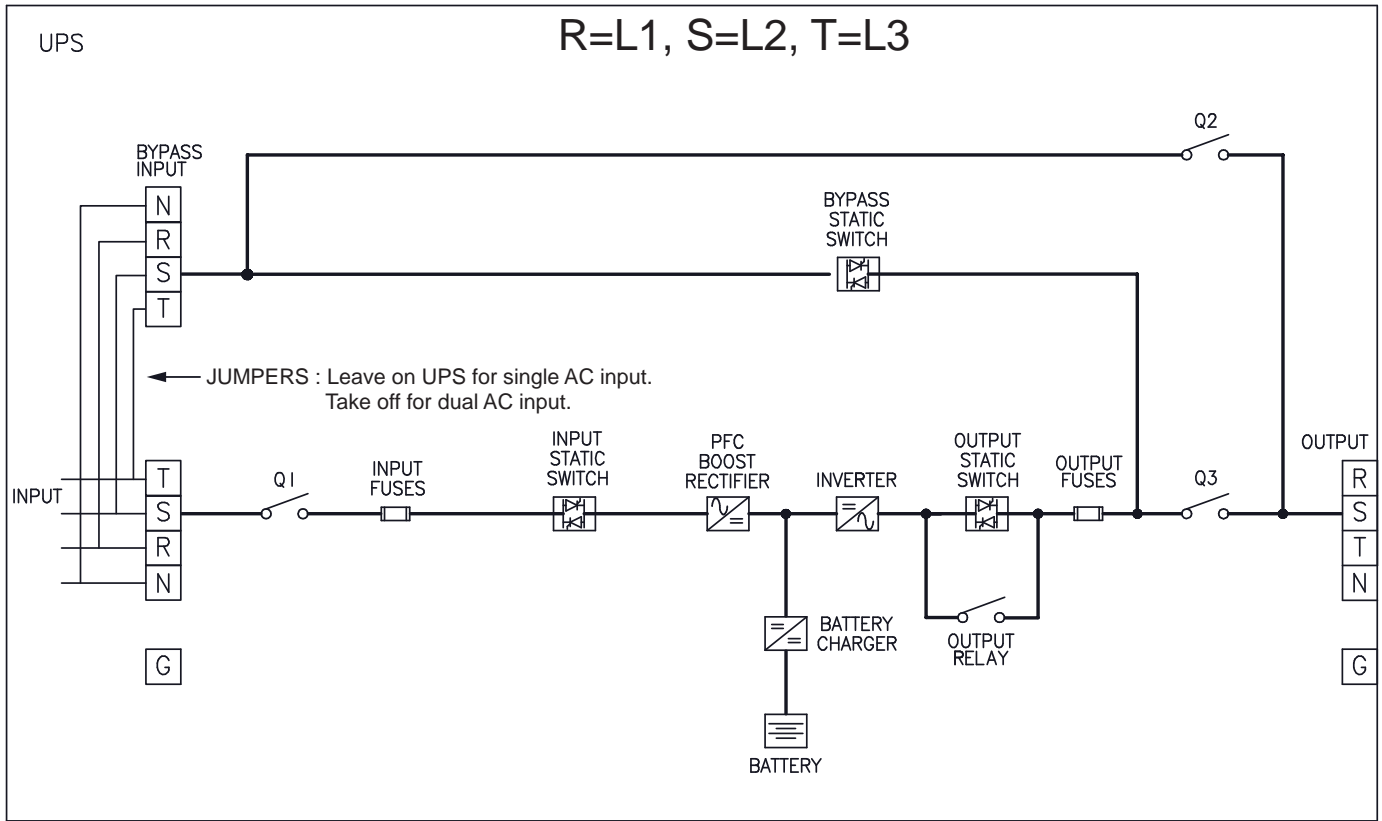 UPS
R=L1, S=L2, T=L3
Q2
BYPASS
INPUT
N
R
S
T
BYPASS
STATIC
SWITCH
JUMPERS : Leave on UPS for single AC input.
Take off for dual AC input.
INPUT
T
S
R
N
G
Q1
INPUT
FUSES
INPUT
STATIC
SWITCH
PFC
BOOST
RECTIFIER
INVERTER
OUTPUT
STATIC
SWITCH
OUTPUT
FUSES
Q3
OUTPUT
R
S
T
N
G
BATTERY
CHARGER
OUTPUT
RELAY
BATTERY